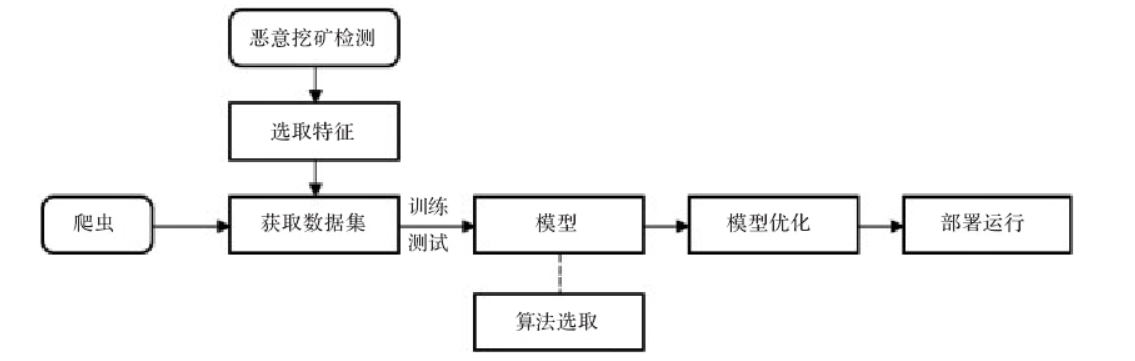 恶意挖矿检测
选取特征
爬虫
获取数据集
训练
测试
模型
模型优化
部署运行
算法选取